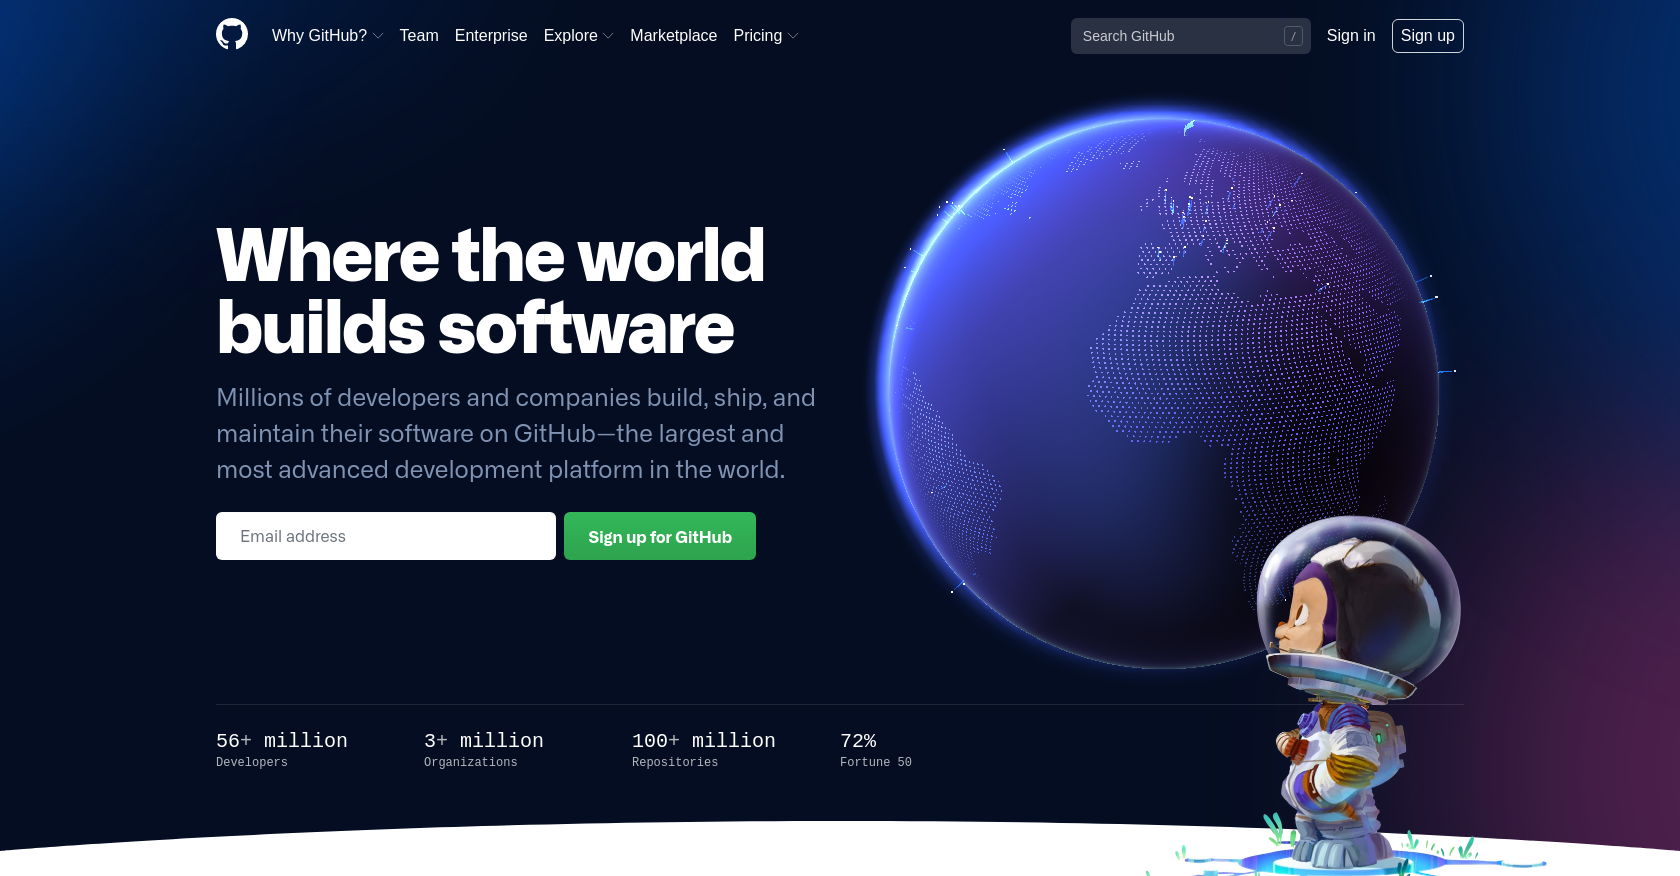 Why GitHub? Team Enterprise Explore Marketplace Pricing Search GitHub / Sign in Sign up
Where the world
builds software
Millions of developers and companies build, ship, and
maintain their software on GitHub—the largest and
most advanced development platform in the world.
Email address Sign up for GitHub
56+ million 3+ million 100+ million 72%
Developers Organizations Repositories Fortune 50